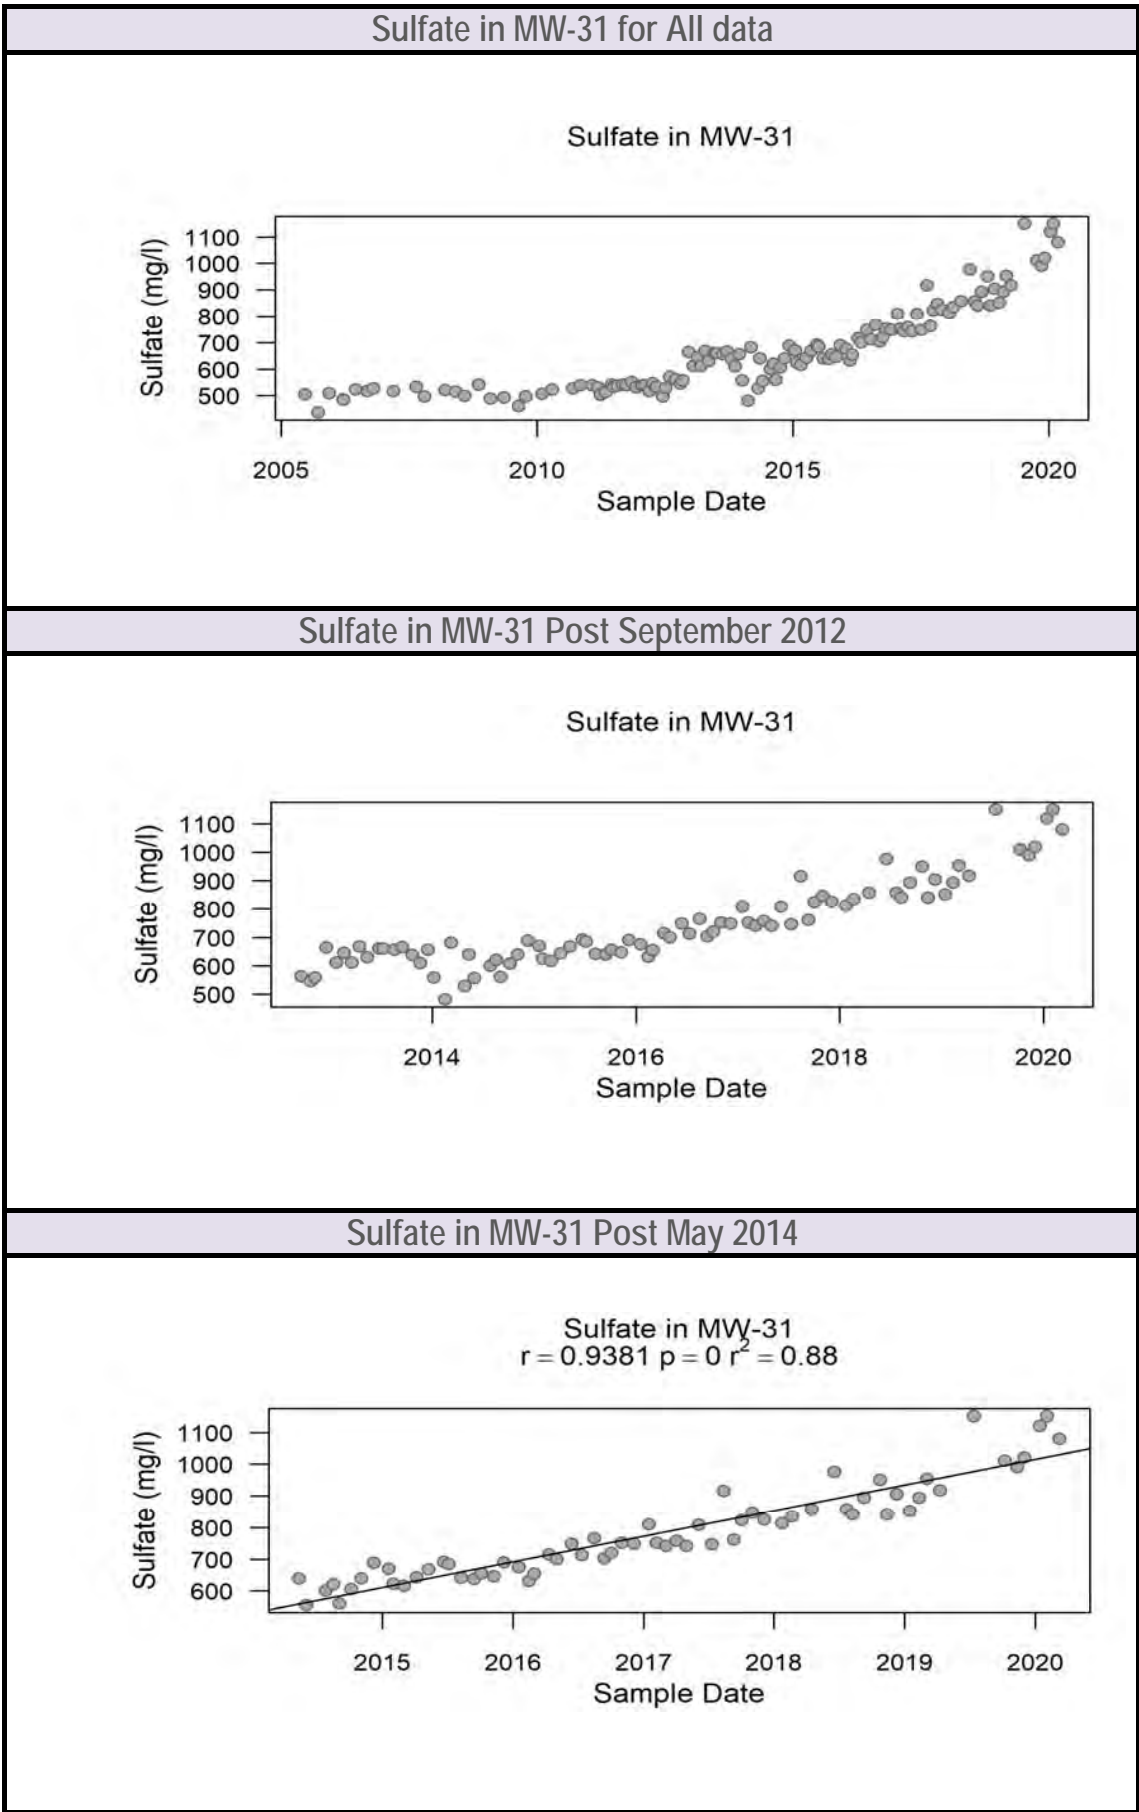 Sulfate in MW-31 for All data
Sulfate in MW-31
Sulfate (mg/l)
1100
1000
900
800
700
600
500
2005 2010 2015 2020
Sample Date
Sulfate in MW-31 Post September 2012
Sulfate in MW-31
Sulfate (mg/l)
1100
1000
900
800
700
600
500
2014 2016 2018 2020
Sample Date
Sulfate in MW-31 Post May 2014
Sulfate in MW-31
r = 0.9381 p = 0 r² = 0.88
Sulfate (mg/l)
1100
1000
900
800
700
600
2015 2016 2017 2018 2019 2020
Sample Date